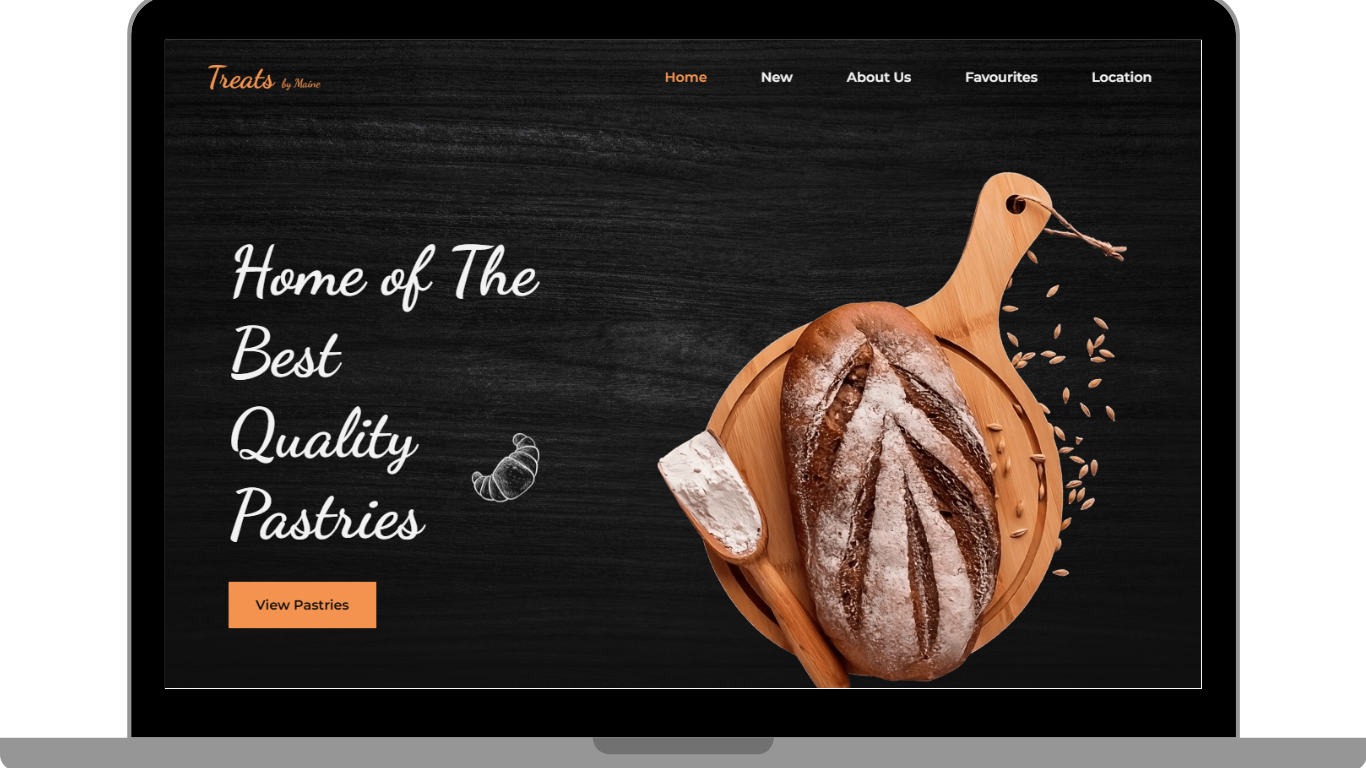 Treats by Maine
Home New About Us Favourites Location
Home of The
Best
Quality
Pastries
View Pastries